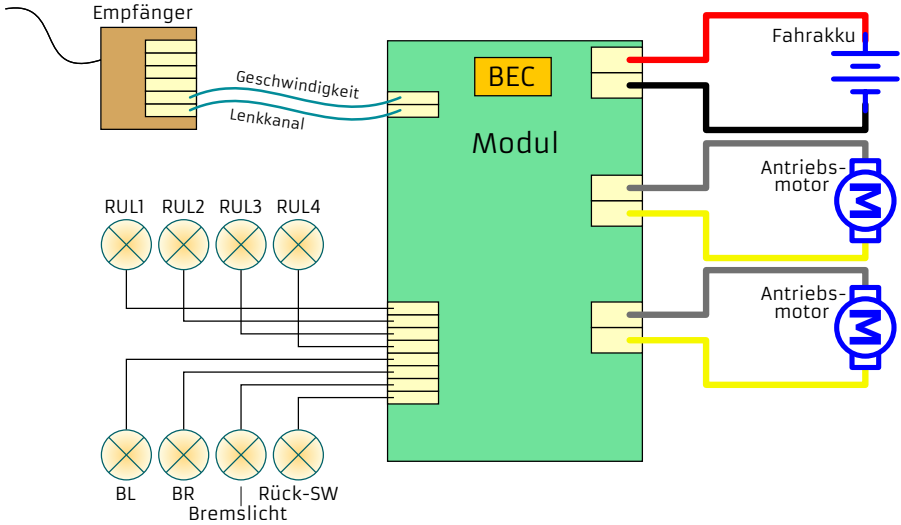 Empfänger
Geschwindigkeit
Lenkkanal
BEC
Modul
Fahrakku
Antriebs-
motor
M
Antriebs-
motor
M
RUL1 RUL2 RUL3 RUL4
BL BR | Rück-SW
Bremslicht